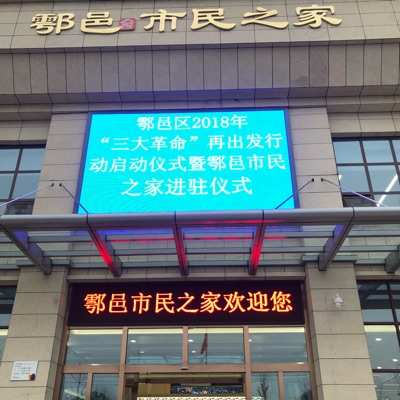 鄠邑市民之家
鄠邑区2018年
“三大革命”再出发行
动启动仪式暨鄠邑市民
之家进驻仪式
鄠邑市民之家欢迎您